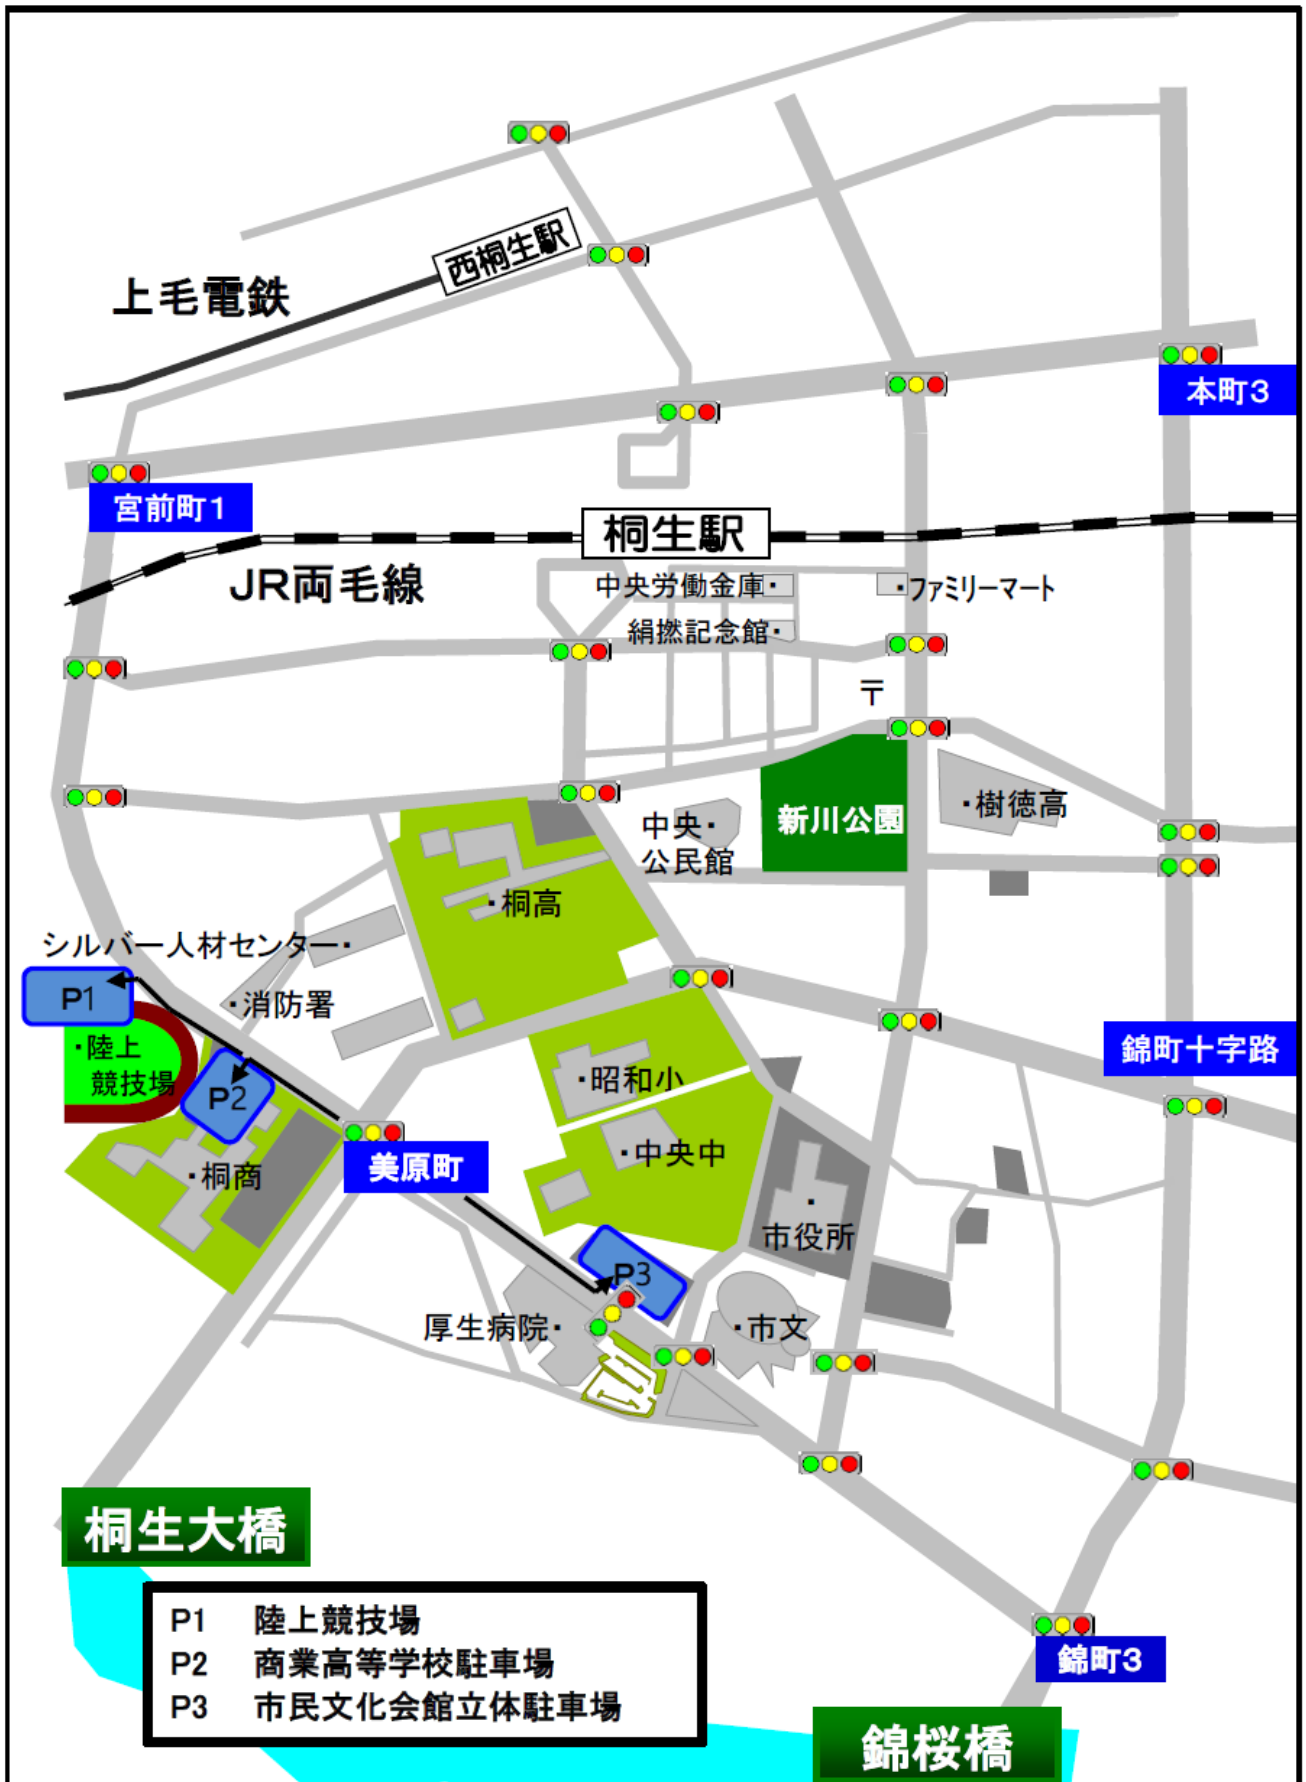 西桐生駅
上毛電鉄
本町3
宮前町1
桐生駅
JR両毛線
中央労働金庫・
・ファミリーマート
絹撚記念館・
〒
新川公園
・樹徳高
中央・
公民館
・桐高
シルバー人材センター・
P1
・消防署
・陸上
競技場
P2
錦町十字路
・昭和小
美原町
・中央中
・桐商
・
市役所
P3
厚生病院・
・市文
桐生大橋
P1 陸上競技場
P2 商業高等学校駐車場
P3 市民文化会館立体駐車場
錦町3
錦桜橋